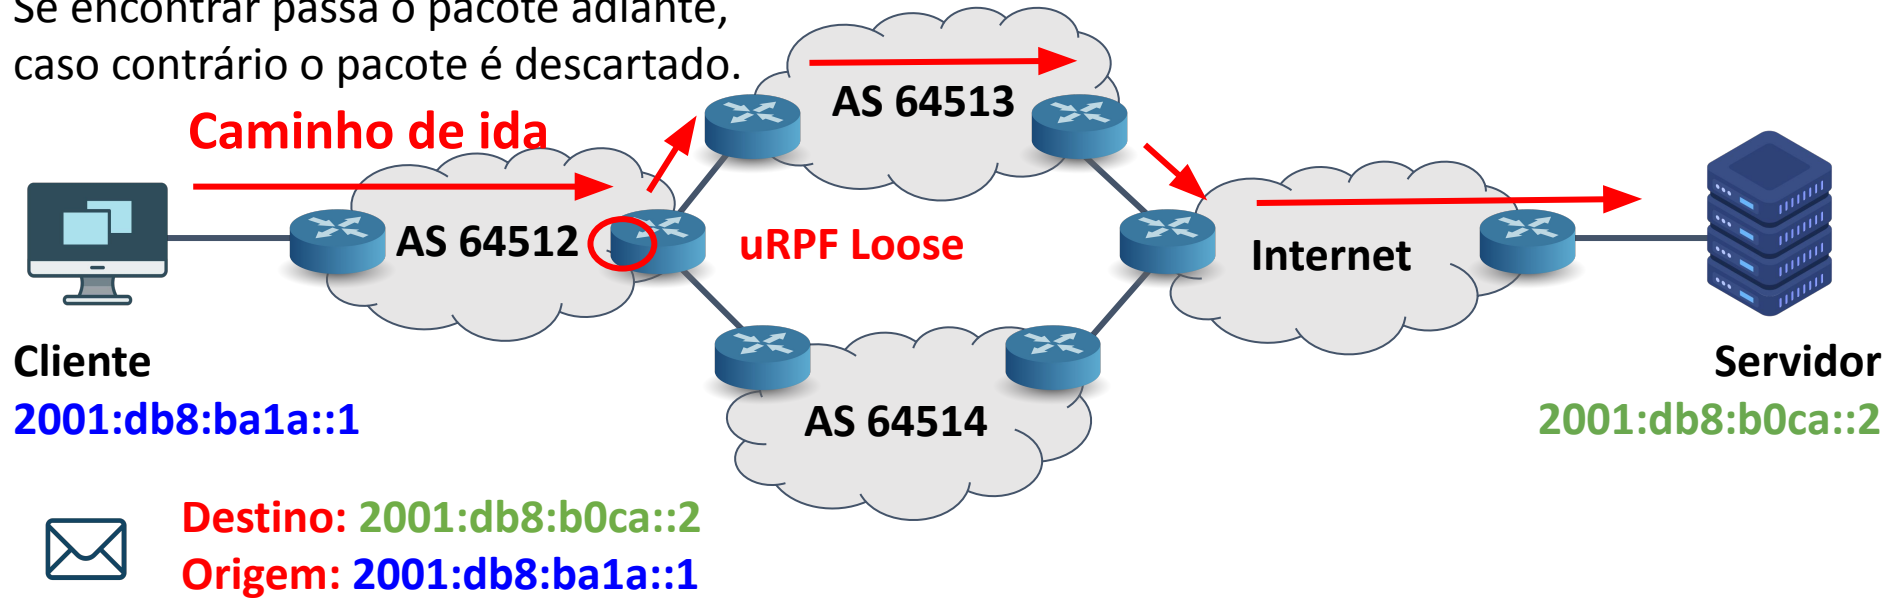 Se encontrar passa o pacote adiante,
caso contrário o pacote é descartado.
Caminho de ida
AS 64513
AS 64512
uRPF Loose
Internet
AS 64514
Cliente
2001:db8:ba1a::1
Servidor
2001:db8:b0ca::2
Destino: 2001:db8:b0ca::2
Origem: 2001:db8:ba1a::1